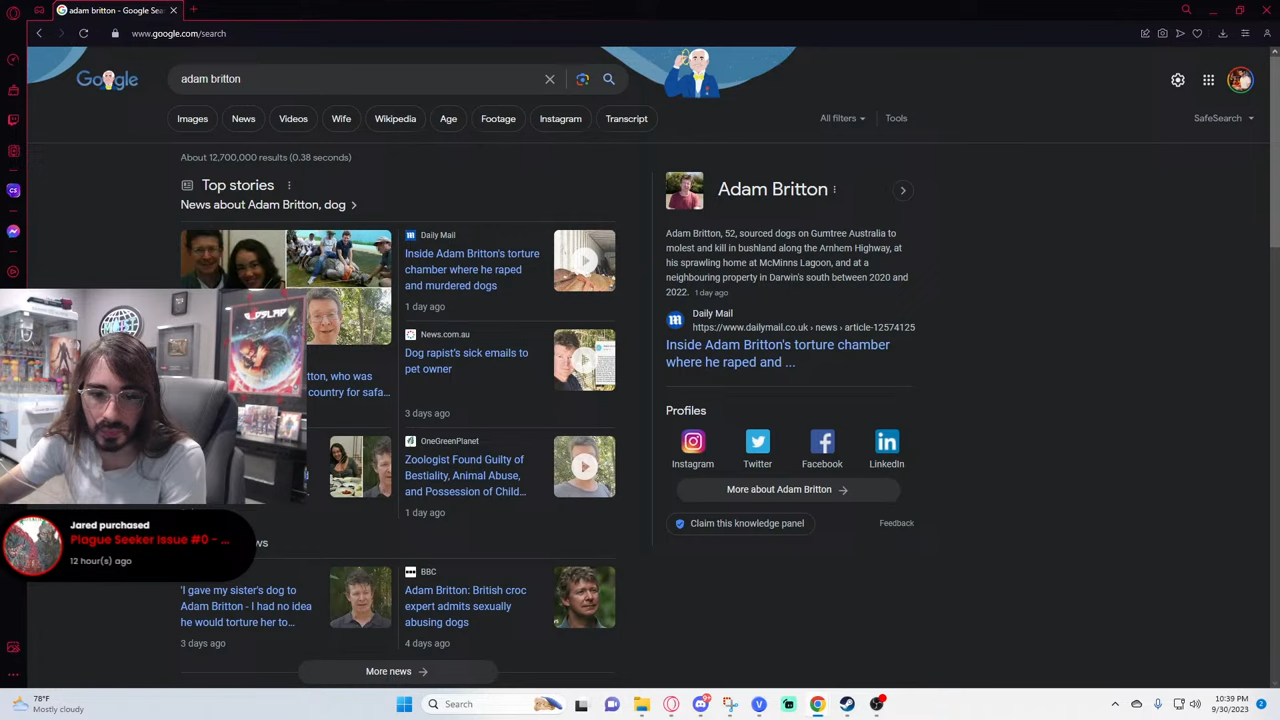 adam britton - Google Sea
www.google.com/search
Google
adam britton
Images
News
Videos
Wife
Wikipedia
Age
Footage
Instagram
Transcript
All filters
Tools
SafeSearch
About 12,700,000 results (0.38 seconds)
Top stories
News about Adam Britton, dog
Daily Mail
Inside Adam Britton's torture
chamber where he raped
and murdered dogs
1 day ago
News.com.au
Dog rapist's sick emails to
pet owner
3 days ago
OneGreenPlanet
Zoologist Found Guilty of
Bestiality, Animal Abuse,
and Possession of Child...
1 day ago
tton, who was
country for safa...
ws
'I gave my sister's dog to
Adam Britton - I had no idea
he would torture her to...
3 days ago
BBC
Adam Britton: British croc
expert admits sexually
abusing dogs
4 days ago
More news
Adam Britton
Adam Britton, 52, sourced dogs on Gumtree Australia to
molest and kill in bushland along the Arnhem Highway, at
his sprawling home at McMinns Lagoon, and at a
neighbouring property in Darwin's south between 2020 and
2022. 1 day ago
Daily Mail
https://www.dailymail.co.uk › news › article-12574125
Inside Adam Britton's torture chamber
where he raped and ...
Profiles
Instagram
Twitter
Facebook
LinkedIn
More about Adam Britton
Claim this knowledge panel
Feedback
Jared purchased
Plague Seeker Issue #0 - ...
12 hour(s) ago
78°F
Mostly cloudy
Search
10:39 PM
9/30/2023